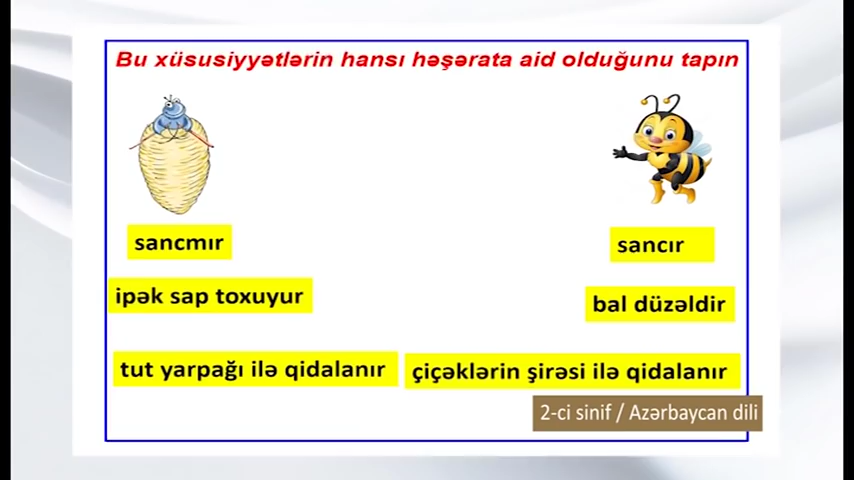 Bu xüsusiyyətlərin hansı həşərata aid olduğunu tapın
sancmır
sancır
ipək sap toxuyur
bal düzəldir
tut yarpağı ilə qidalanır
çiçəklərin şirəsi ilə qidalanır
2-ci sinif / Azərbaycan dili